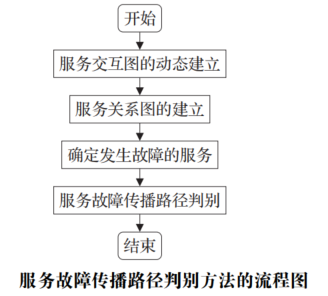 开始
服务交互图的动态建立
服务关系图的建立
确定发生故障的服务
服务故障传播路径判别
结束
服务故障传播路径判别方法的流程图